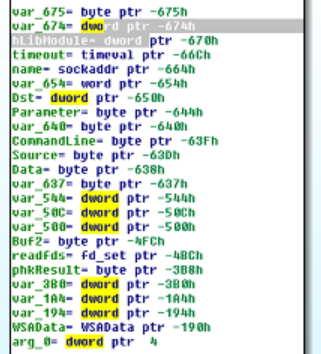 var_675= byte ptr -675h
var_674= dword ptr -674h
hLibModule= dword ptr -670h
timeout= timeval ptr -66Ch
name= sockaddr ptr -664h
var_654= word ptr -654h
Dst= dword ptr -650h
Parameter= byte ptr -644h
var_640= byte ptr -640h
CommandLine= byte ptr -63Fh
Source= byte ptr -63Dh
Data= byte ptr -638h
var_637= byte ptr -637h
var_544= dword ptr -544h
var_50C= dword ptr -50Ch
var_500= dword ptr -500h
Buf2= byte ptr -4FCh
readfds= fd_set ptr -4BCh
phkResult= byte ptr -3B8h
var_3B0= dword ptr -3B0h
var_1A4= dword ptr -1A4h
var_194= dword ptr -194h
WSAData= WSAData ptr -190h
arg_0= dword ptr 4